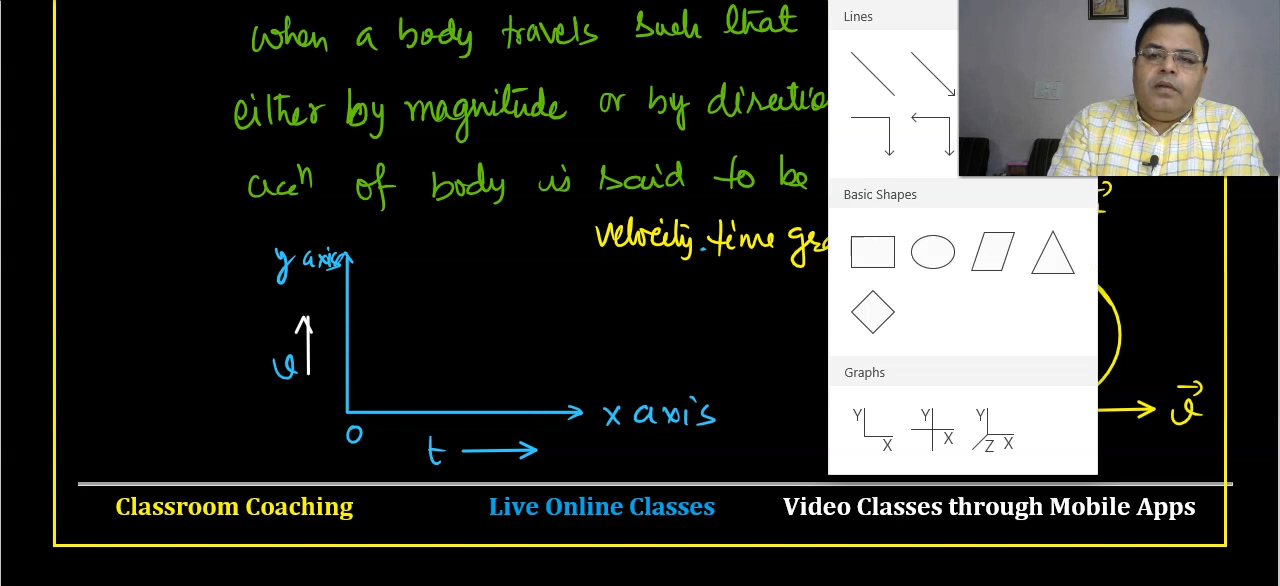 when a body travels such that
either by magnitude or by directio
accn of body is said to be
velocity.time gra
y axis
v
0
x axis
t
v
Lines
Basic Shapes
Graphs
Y
X
Y
X
Y
Z X
Classroom Coaching Live Online Classes Video Classes through Mobile Apps